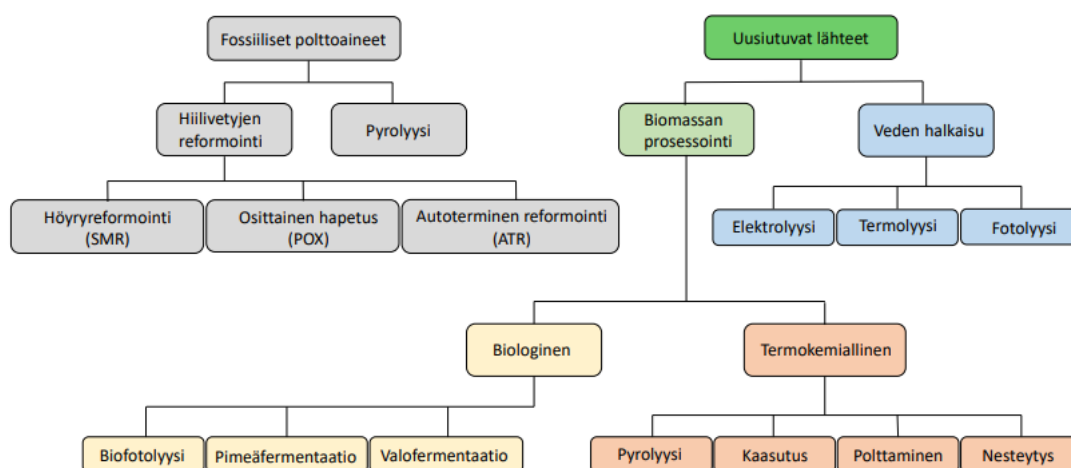 Fossiiliset polttoaineet
Uusiutuvat lähteet
Hiilivetyjen
reformointi
Pyrolyysi
Biomassan
prosessointi
Veden halkaisu
Höyryreformointi
(SMR)
Osittainen hapetus
(POX)
Autoterminen reformointi
(ATR)
Elektrolyysi
Termolyysi
Fotolyysi
Biologinen
Termokemiallinen
Biofotolyysi
Pimeäfermentaatio
Valofermentaatio
Pyrolyysi
Kaasutus
Polttaminen
Nesteytys